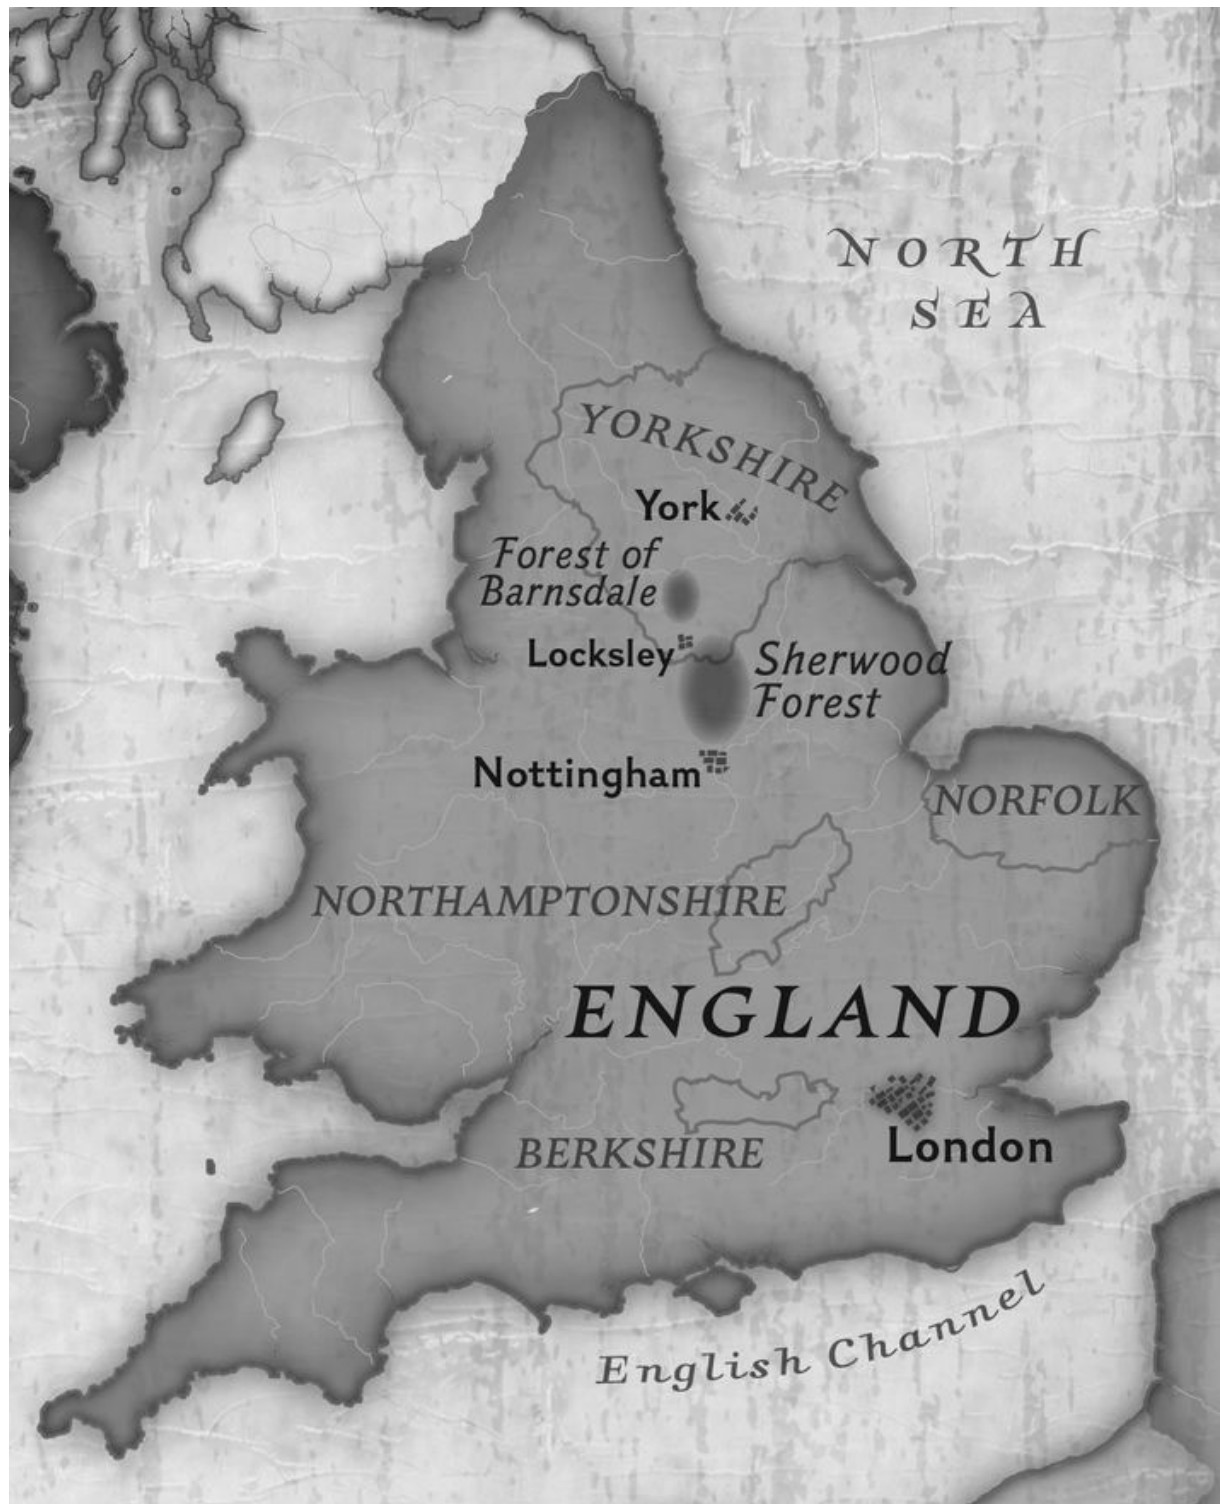 NORTH
SEA
YORKSHIRE
York
Forest of
Barnsdale
Locksley
Sherwood
Forest
Nottingham
NORFOLK
NORTHAMPTONSHIRE
ENGLAND
BERKSHIRE
London
English Channel